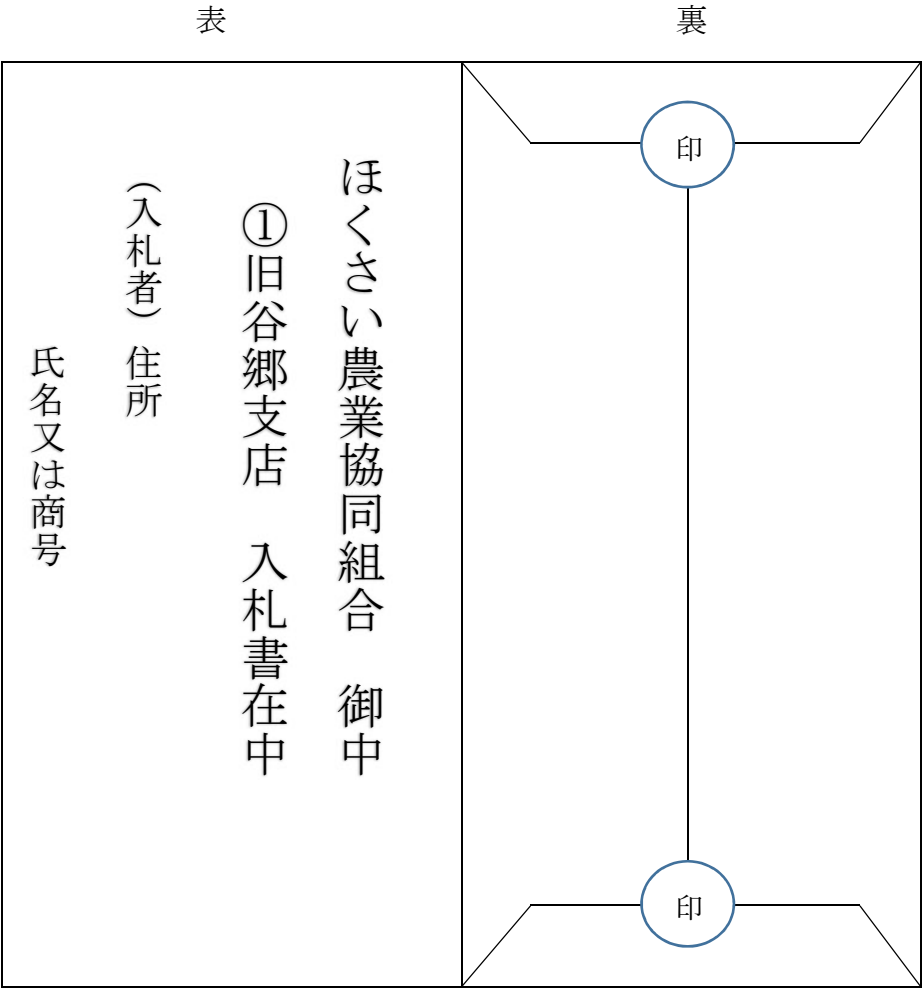 表
ほくさい農業協同組合　御中
①旧谷郷支店　入札書在中
（入札者）住所
氏名又は商号
裏
印
印